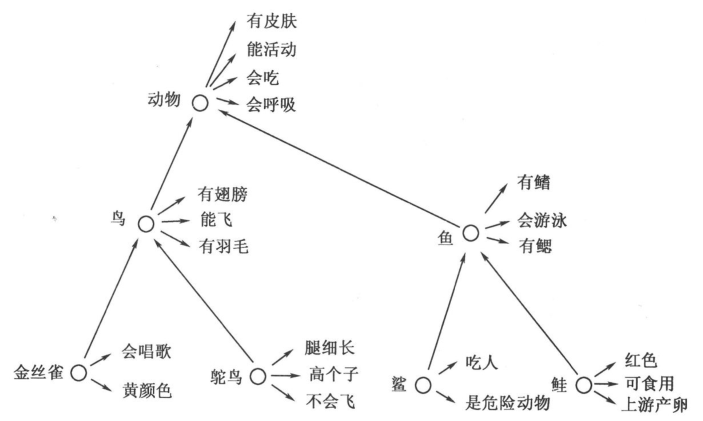 有皮肤
能活动
会吃
动物
会呼吸
有翅膀
鸟
能飞
有羽毛
有鳍
会游泳
鱼
有鳃
会唱歌
金丝雀
黄颜色
腿细长
鸵鸟
高个子
不会飞
吃人
鲨
是危险动物
红色
鲑
可食用
上游产卵